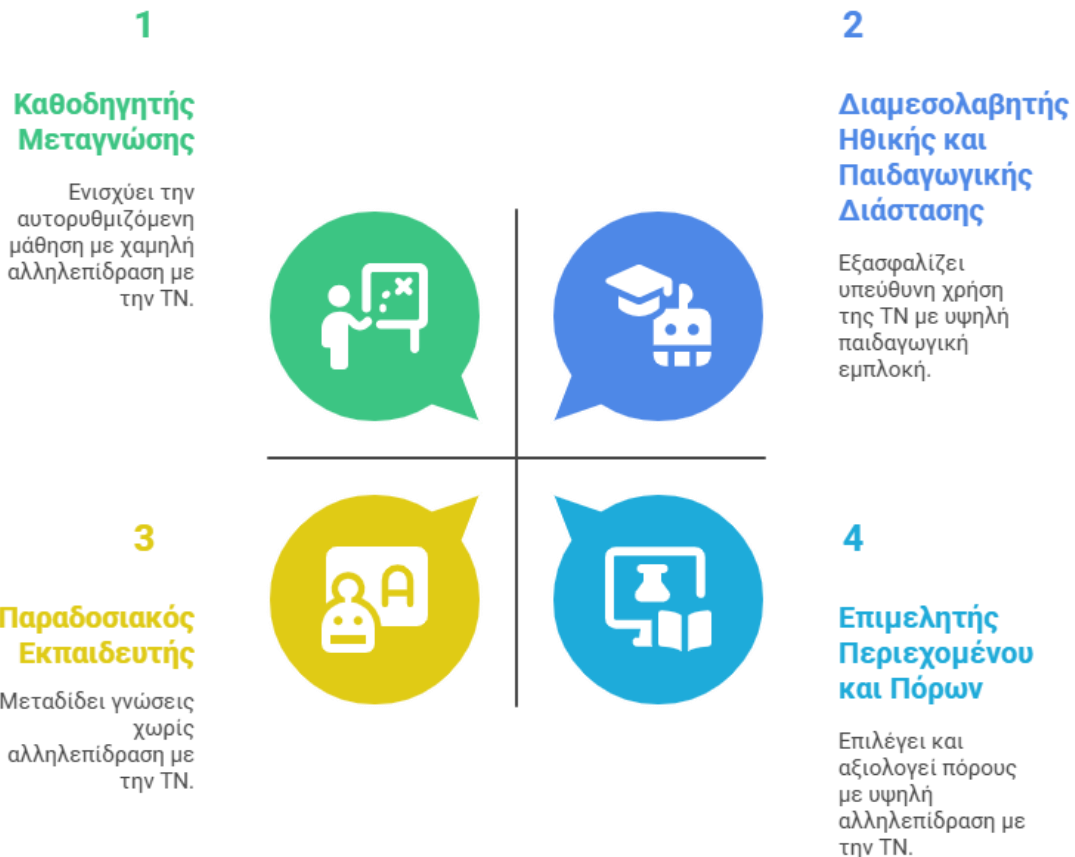 1
Καθοδηγητής
Μεταγνώσης
Ενισχύει την
αυτορυθμιζόμενη
μάθηση με χαμηλή
αλληλεπίδραση με
την ΤΝ.
2
Διαμεσολαβητής
Ηθικής και
Παιδαγωγικής
Διάστασης
Εξασφαλίζει
υπεύθυνη χρήση
της ΤΝ με υψηλή
παιδαγωγική
εμπλοκή.
3
Παραδοσιακός
Εκπαιδευτής
Μεταδίδει γνώσεις
χωρίς
αλληλεπίδραση με
την ΤΝ.
4
Επιμελητής
Περιεχομένου
και Πόρων
Επιλέγει και
αξιολογεί πόρους
με υψηλή
αλληλεπίδραση με
την ΤΝ.
A